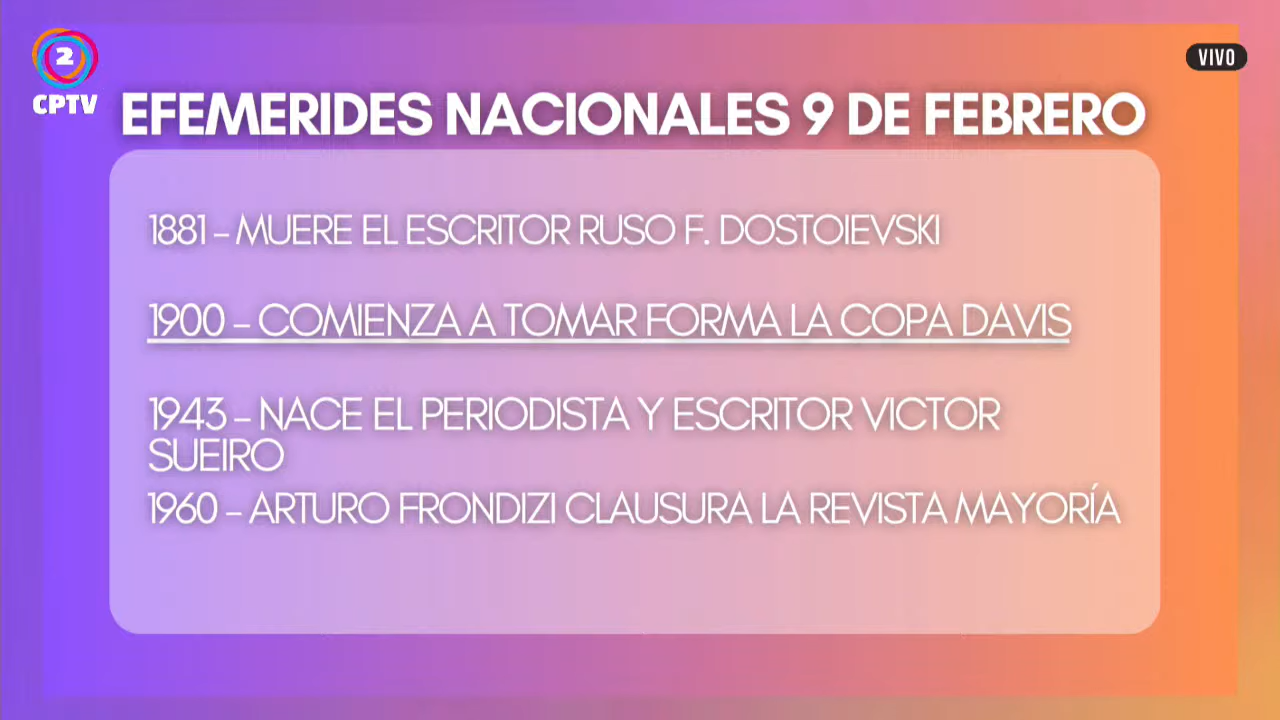 2
CPTV
VIVO
EFEMERIDES NACIONALES 9 DE FEBRERO
1881 – MUERE EL ESCRITOR RUSO F. DOSTOIEVSKI
1900 – COMIENZA A TOMAR FORMA LA COPA DAVIS
1943 – NACE EL PERIODISTA Y ESCRITOR VICTOR
SUEIRO
1960 – ARTURO FRONDIZI CLAUSURA LA REVISTA MAYORÍA